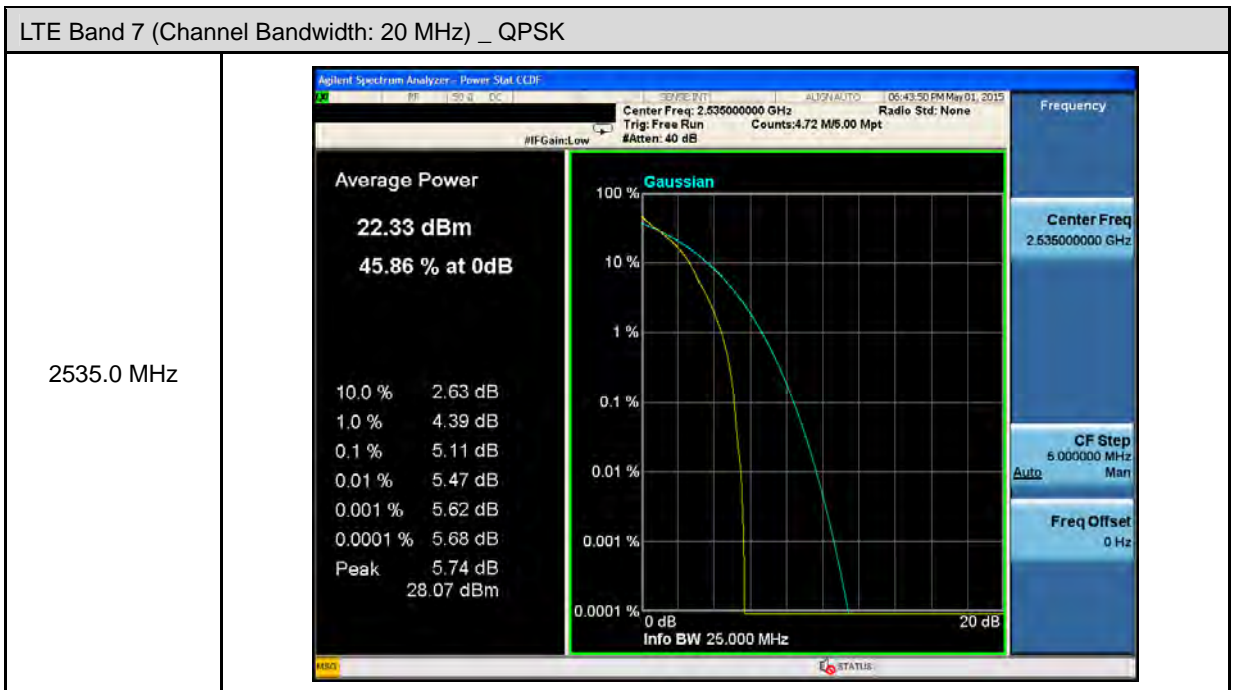 LTE Band 7 (Channel Bandwidth: 20 MHz) _ QPSK
2535.0 MHz
Agilent Spectrum Analyzer - Power Stat CCDF
RF 50 Ω DC SENSE:INT ALIGN AUTO 06:43:50 PM May 01, 2015
Center Freq: 2.535000000 GHz Radio Std: None
Trig: Free Run Counts:4.72 M/5.00 Mpt
#IFGain:Low #Atten: 40 dB
Average Power
22.33 dBm
45.86 % at 0dB
10.0 % 2.63 dB
1.0 % 4.39 dB
0.1 % 5.11 dB
0.01 % 5.47 dB
0.001 % 5.62 dB
0.0001 % 5.68 dB
Peak 5.74 dB
28.07 dBm
Gaussian
100 %
10 %
1 %
0.1 %
0.01 %
0.001 %
0.0001 %
0 dB 20 dB
Info BW 25.000 MHz
Frequency
Center Freq
2.535000000 GHz
CF Step
5.000000 MHz
Auto Man
Freq Offset
0 Hz
MSG STATUS